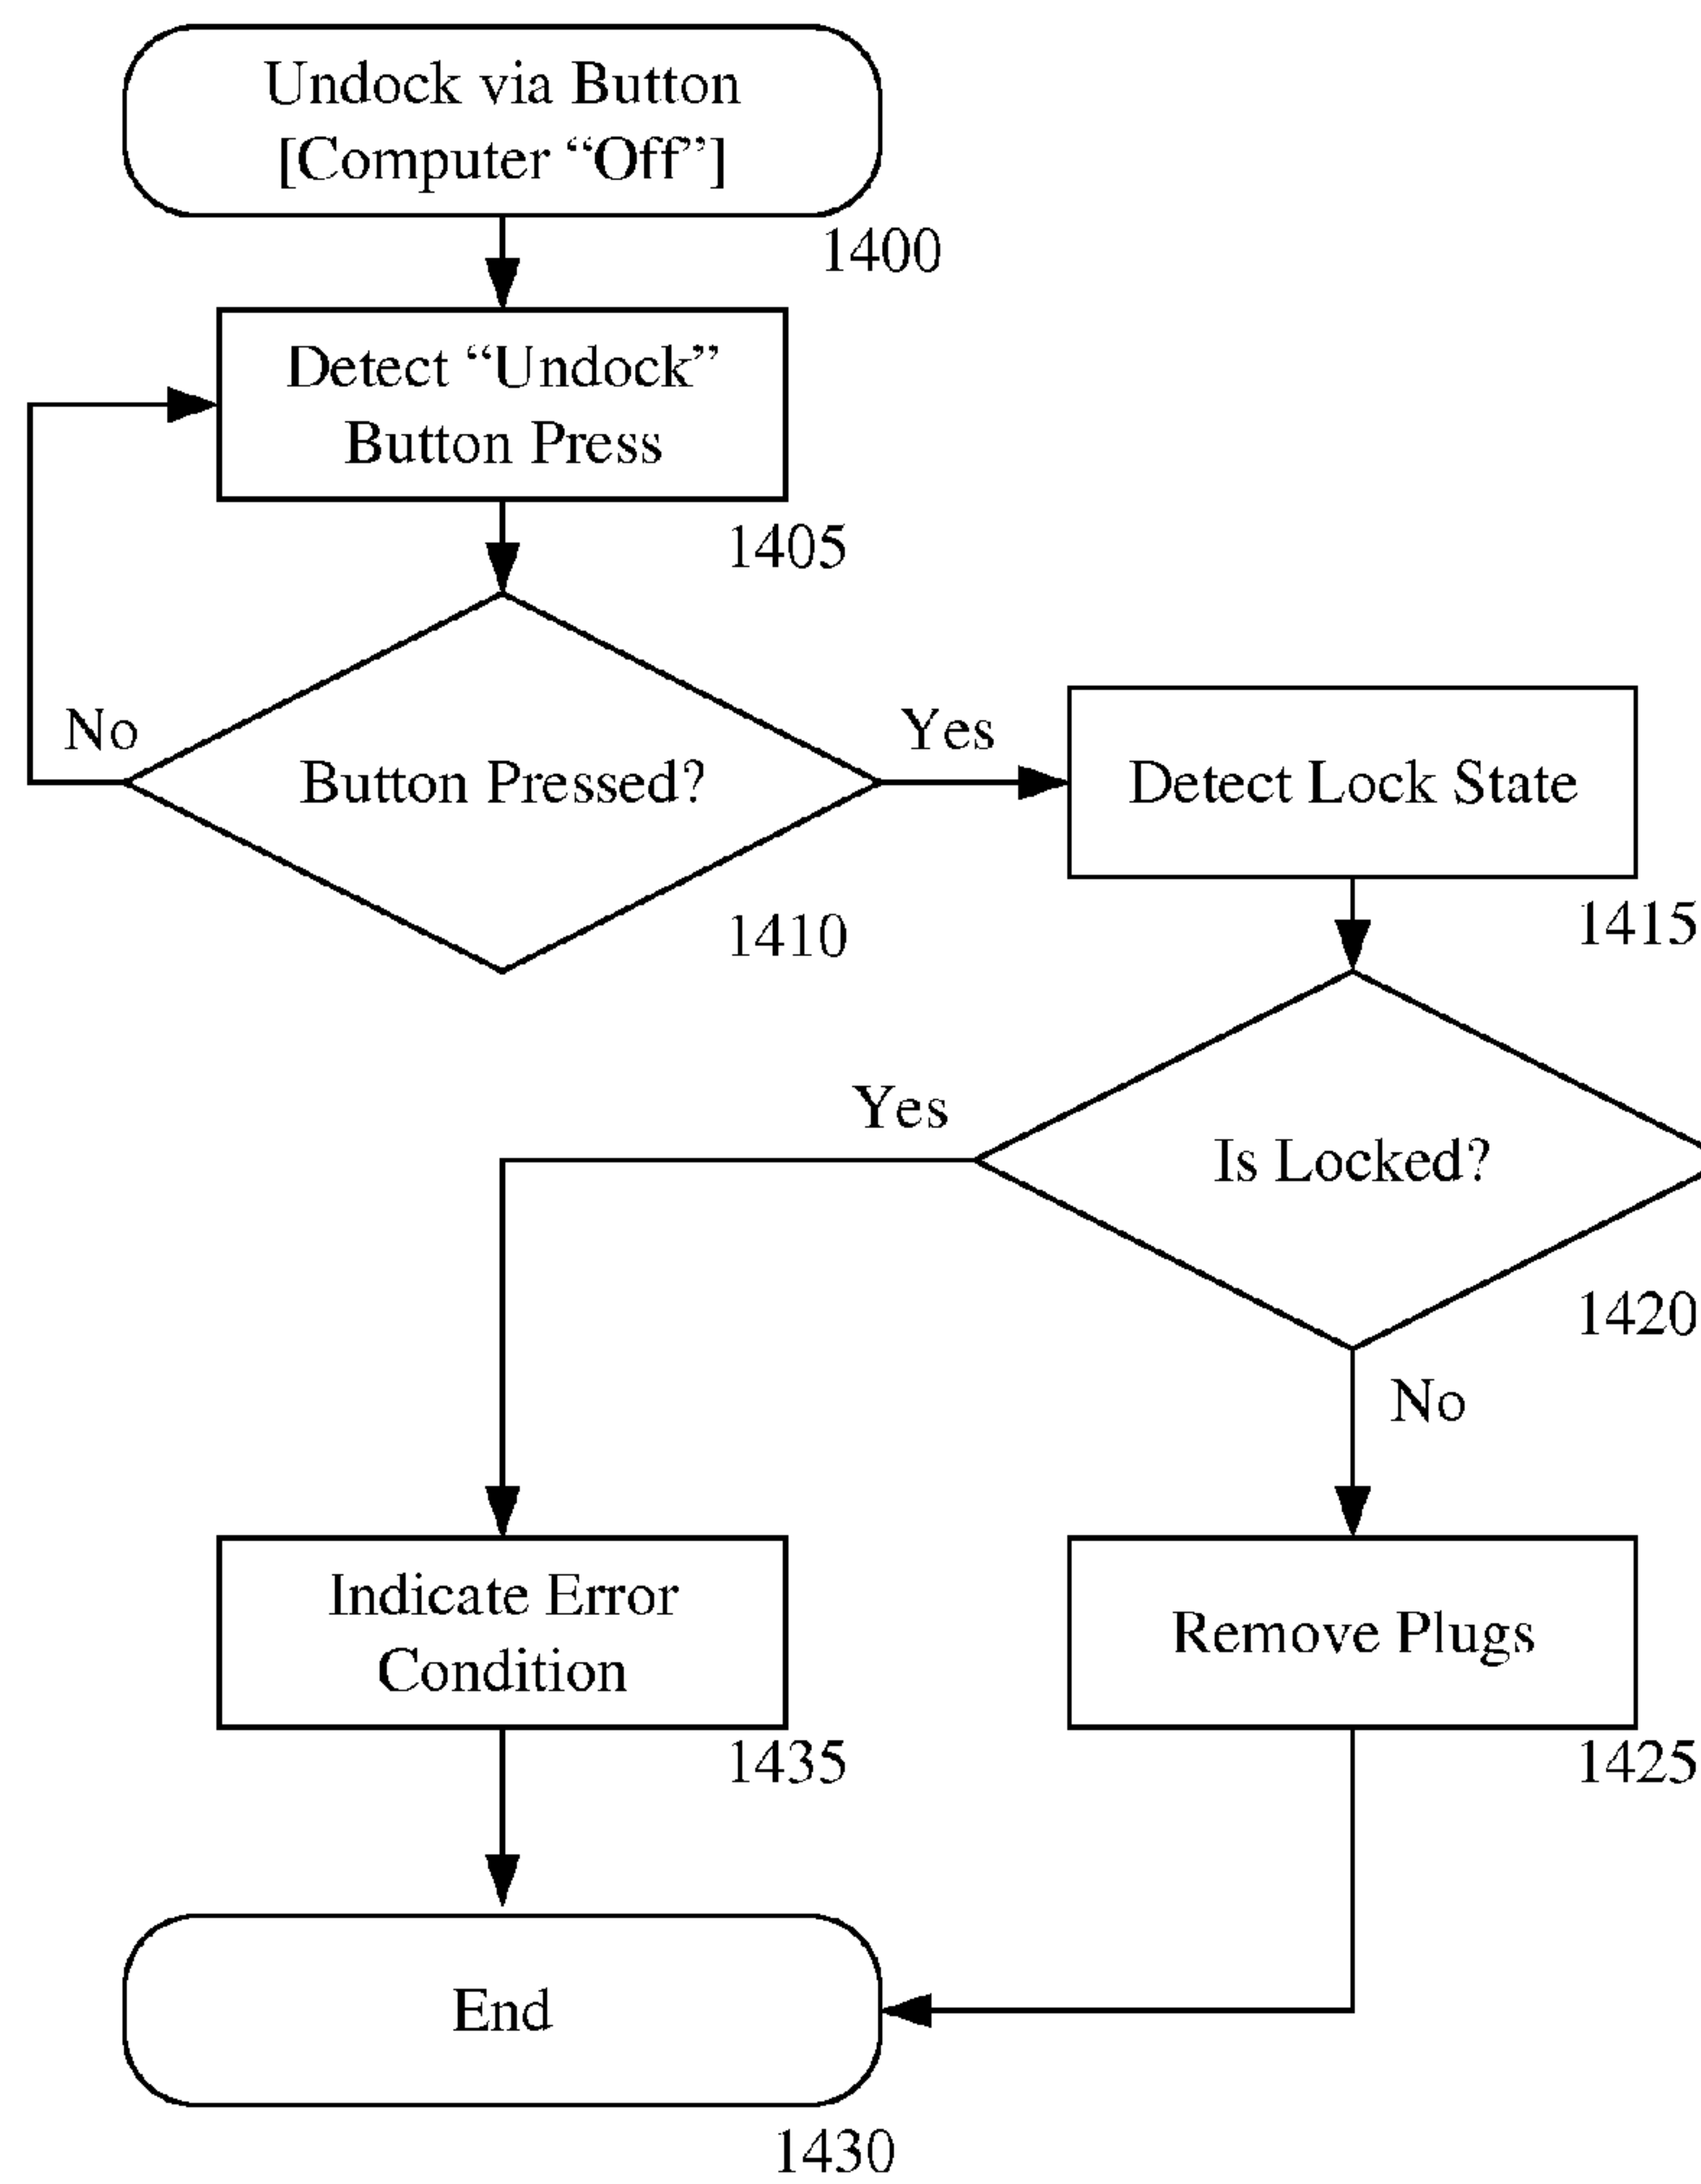 Undock via Button
[Computer “Off”]
1400
Detect “Undock”
Button Press
1405
No
Button Pressed?
Yes
1410
Detect Lock State
1415
Yes
Is Locked?
1420
No
Indicate Error
Condition
1435
Remove Plugs
1425
End
1430